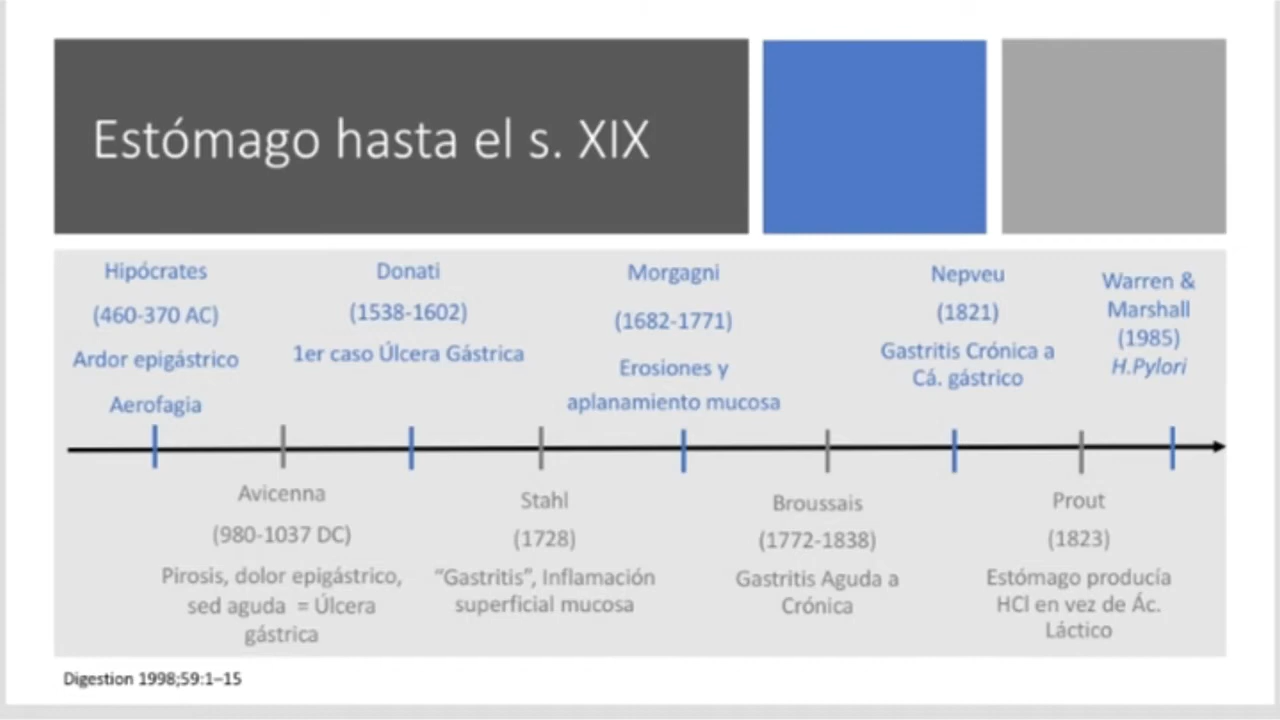 Estómago hasta el s. XIX
Hipócrates
(460-370 AC)
Ardor epigástrico
Aerofagia
Donati
(1538-1602)
1er caso Úlcera Gástrica
Morgagni
(1682-1771)
Erosiones y
aplanamiento mucosa
Nepveu
(1821)
Gastritis Crónica a
Cá. gástrico
Warren &
Marshall
(1985)
H.Pylori
Avicenna
(980-1037 DC)
Pirosis, dolor epigástrico,
sed aguda = Úlcera
gástrica
Stahl
(1728)
"Gastritis", Inflamación
superficial mucosa
Broussais
(1772-1838)
Gastritis Aguda a
Crónica
Prout
(1823)
Estómago producía
HCl en vez de Ác.
Láctico
Digestion 1998;59:1–15